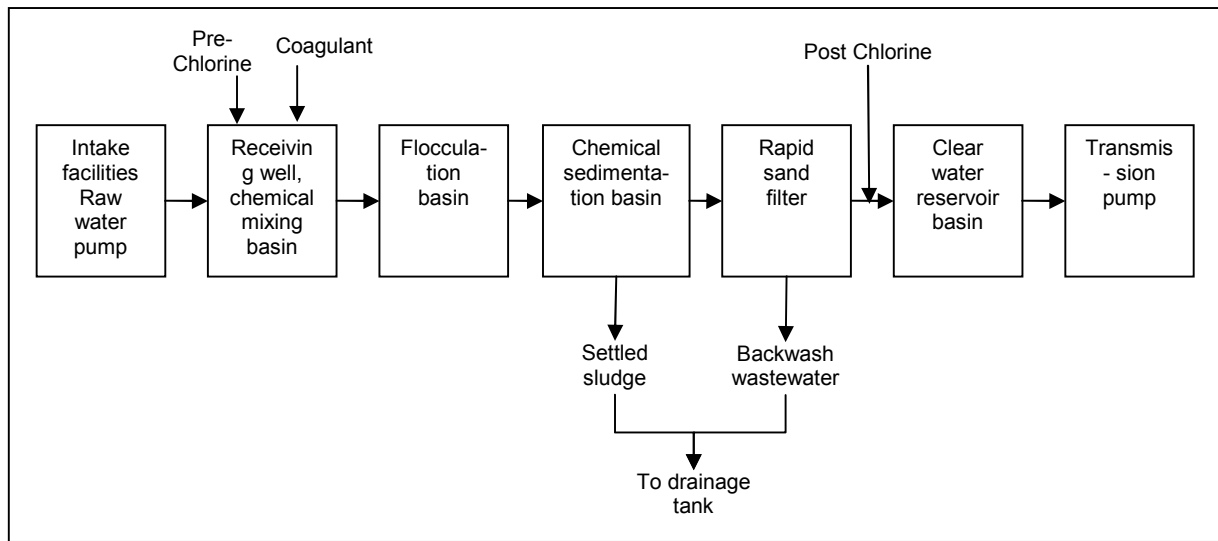 Pre-
Chlorine
Coagulant
Post Chlorine
Intake
facilities
Raw
water
pump
Receivin
g well,
chemical
mixing
basin
Floccula-
tion
basin
Chemical
sedimenta-
tion basin
Rapid
sand
filter
Clear
water
reservoir
basin
Transmis
- sion
pump
Settled
sludge
Backwash
wastewater
To drainage
tank